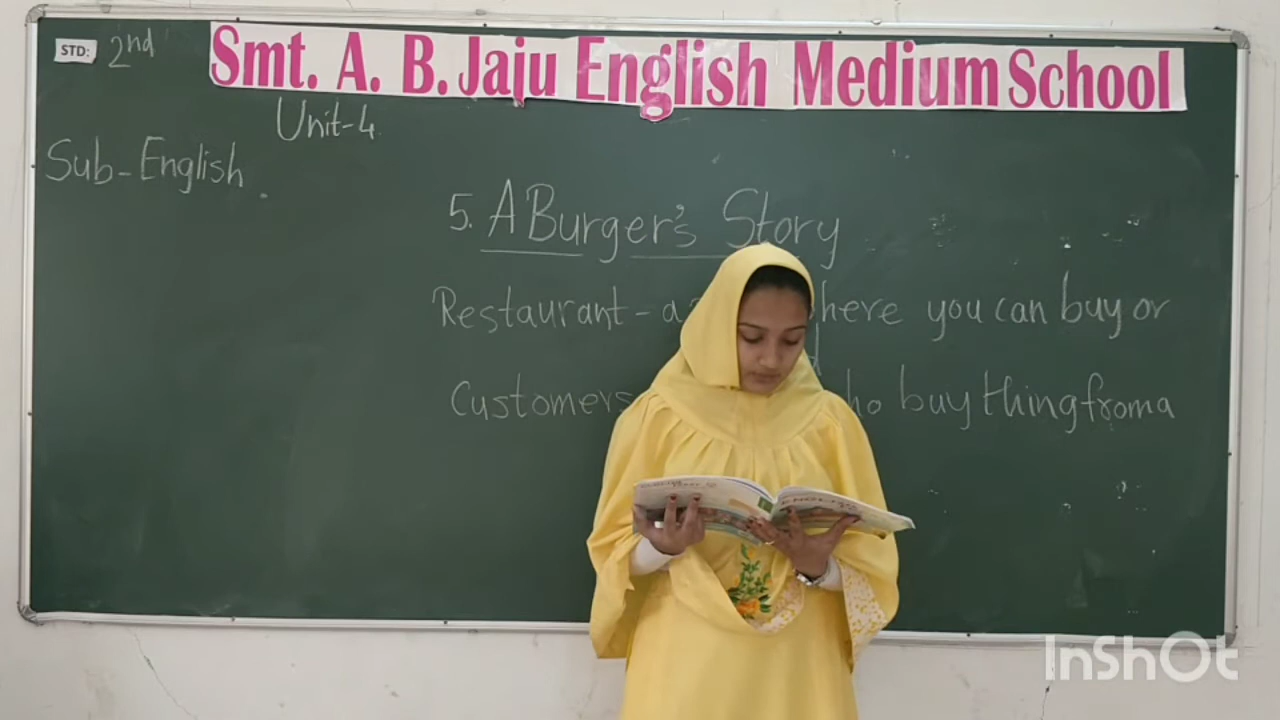 STD: 2nd
Smt. A. B. Jaju English Medium School
Unit-4
Sub-English.
5. A Burger's Story
Restaurant - a here you can buy or
Customers ho buy thing from a
ENGLISH
InShOt